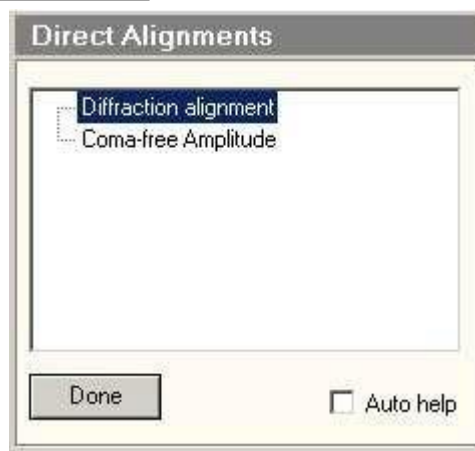 Direct Alignments
Diffraction alignment
Coma-free Amplitude
Done
Auto help